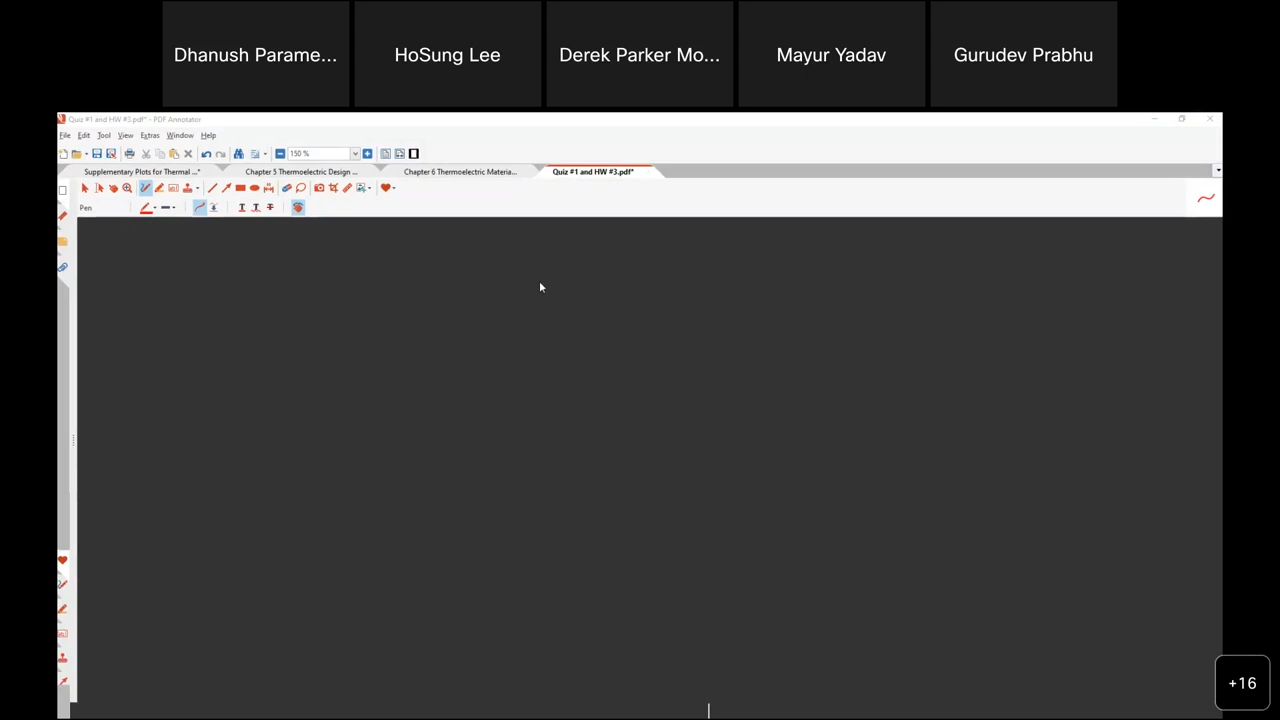 Dhanush Parame...
HoSung Lee
Derek Parker Mo...
Mayur Yadav
Gurudev Prabhu
Quiz #1 and HW #3.pdf* - PDF Annotator
File Edit Tool View Extras Window Help
150 %
Supplementary Plots for Thermal ...*
Chapter 5 Thermoelectric Design ...
Chapter 6 Thermoelectric Materia...
Quiz #1 and HW #3.pdf*
Pen
+16